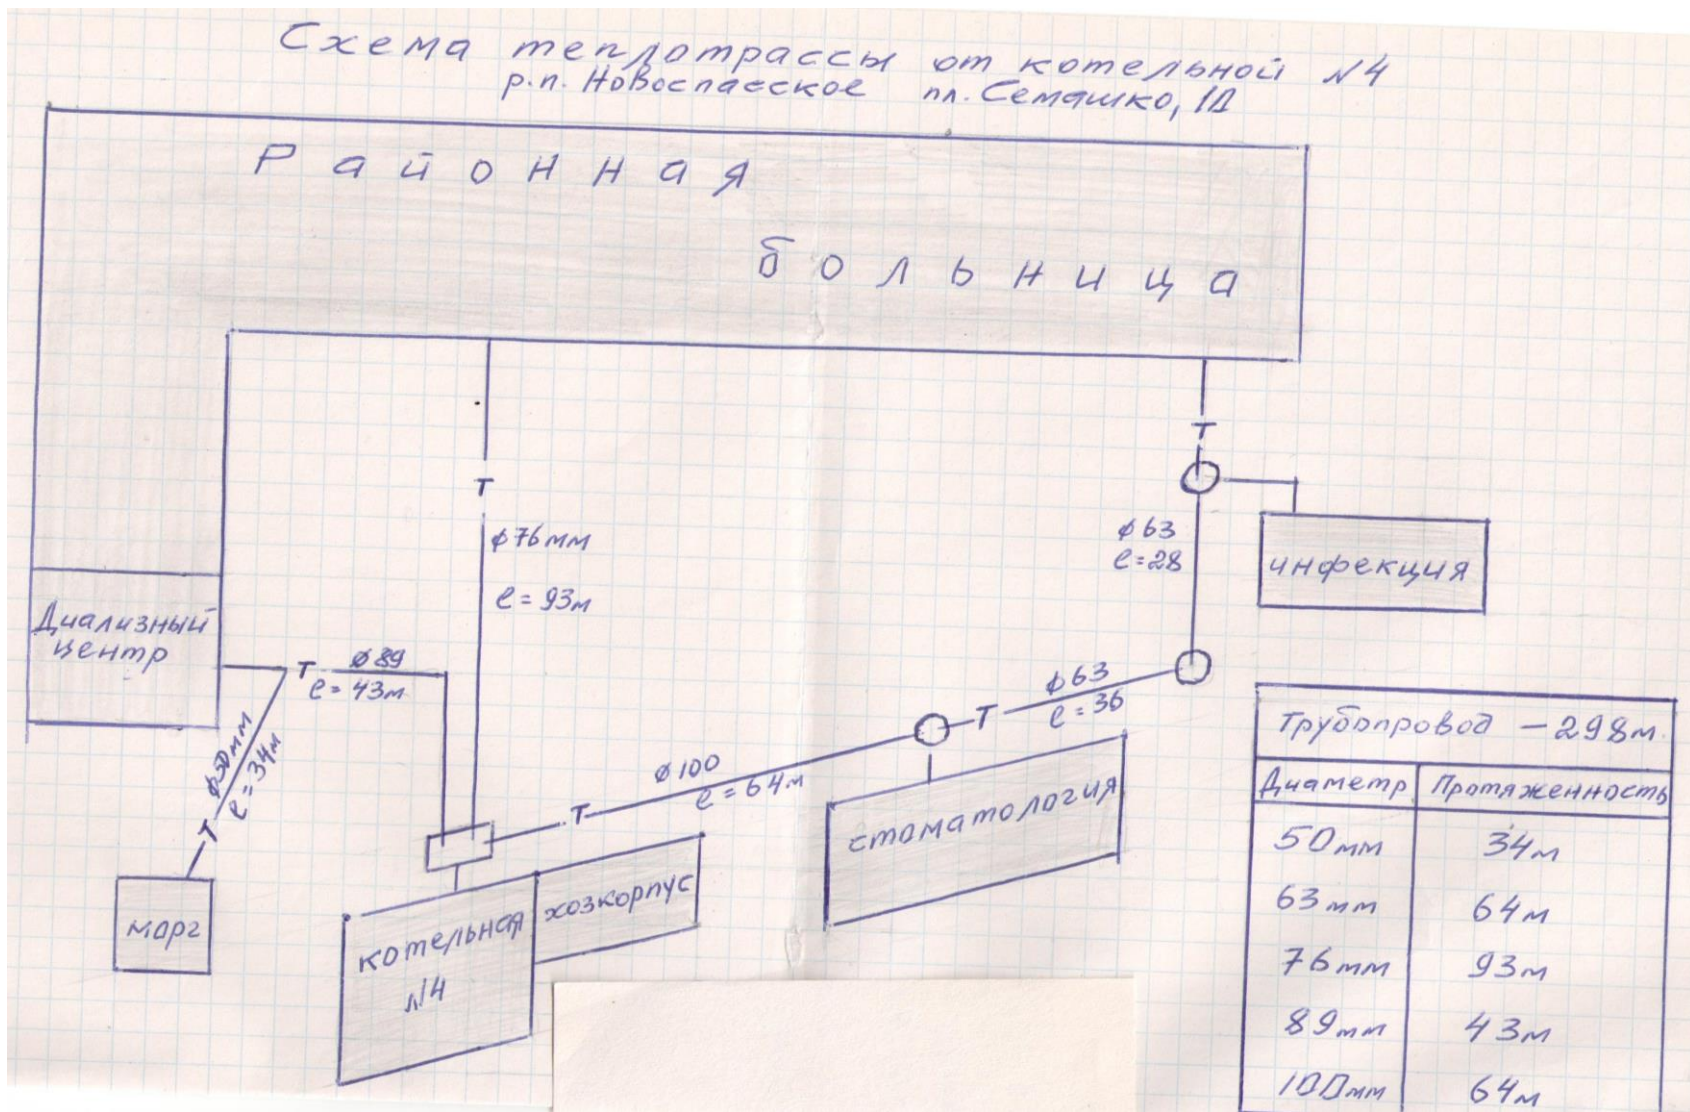 Схема теплотрассы от котельной №4
р.п. Новоспасское пл. Семашко, 1Д
Районная
больница
Т
Т
ф76мм
ф63
l=28
инфекция
l=93м
Диализный
центр
Т ф89
l=43м
ф63
Т l=36
ф50мм
l=34м
Т
ф100
l=64м
Т
стоматология
морг
котельная
№4
хозкорпус
Трубопровод - 298м.
Диаметр Протяженность
50мм 34м
63мм 64м
76мм 93м
89мм 43м
100мм 64м